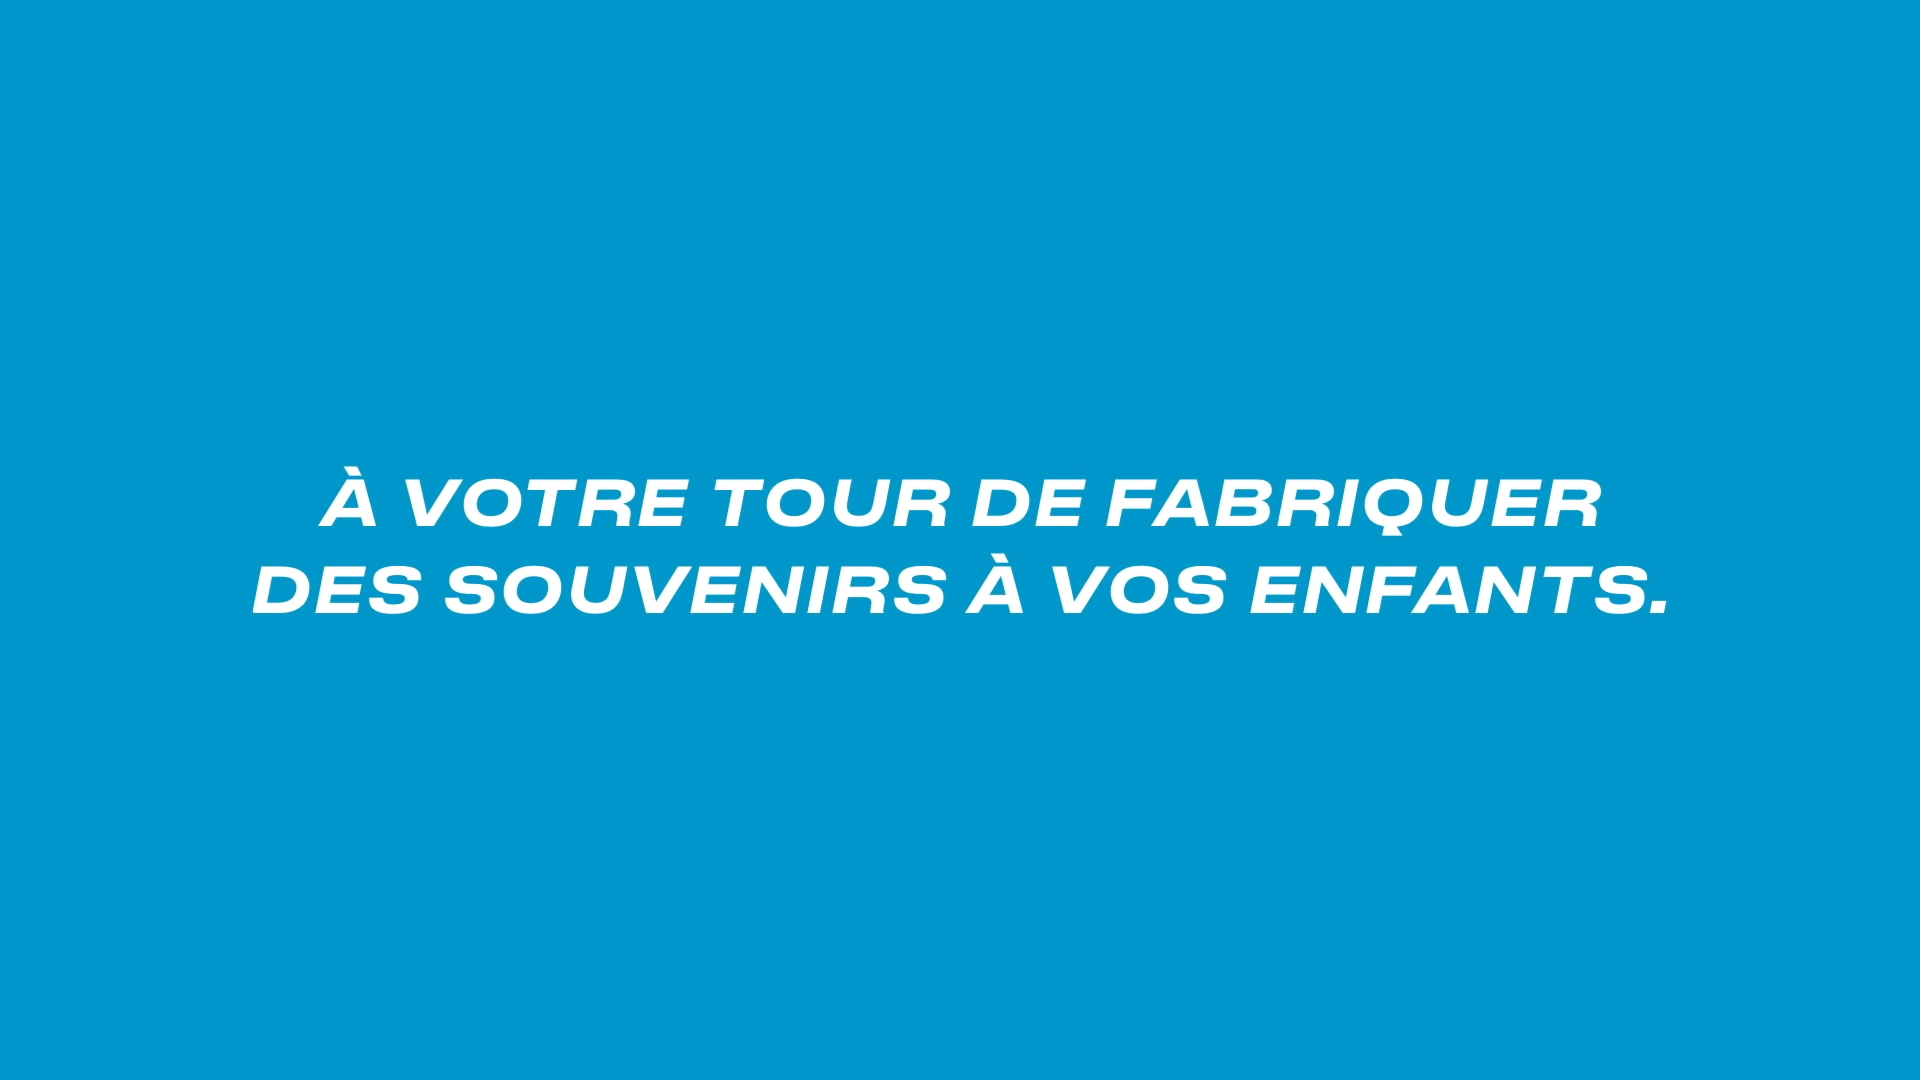 À VOTRE TOUR DE FABRIQUER
DES SOUVENIRS À VOS ENFANTS.